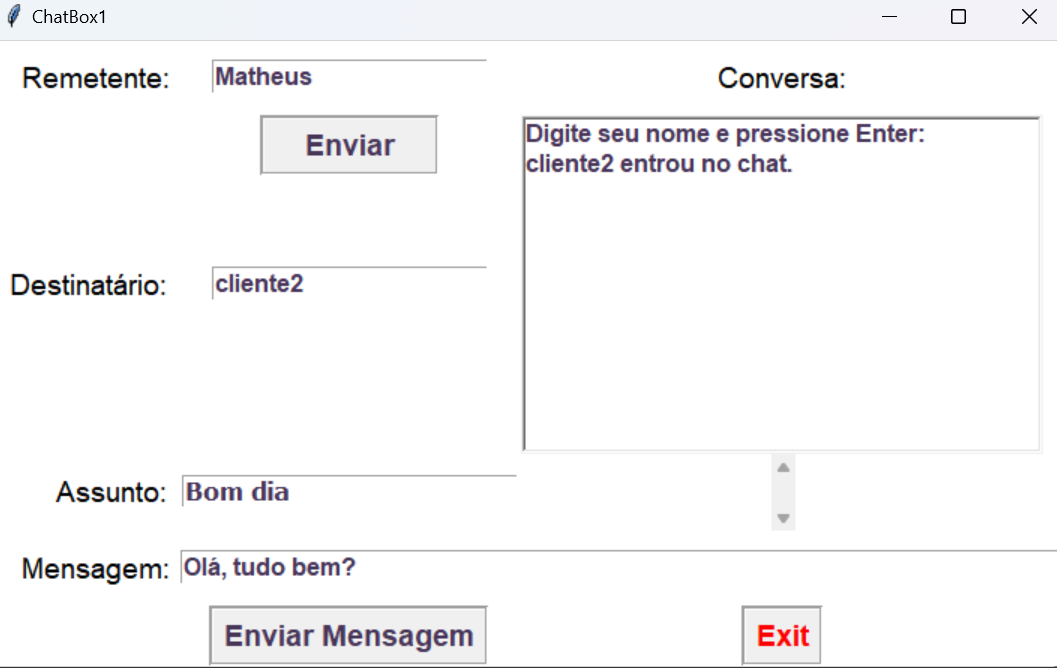 ChatBox1
Remetente: Matheus
Enviar
Destinatário: cliente2
Conversa:
Digite seu nome e pressione Enter:
cliente2 entrou no chat.
Assunto: Bom dia
Mensagem: Olá, tudo bem?
Enviar Mensagem
Exit